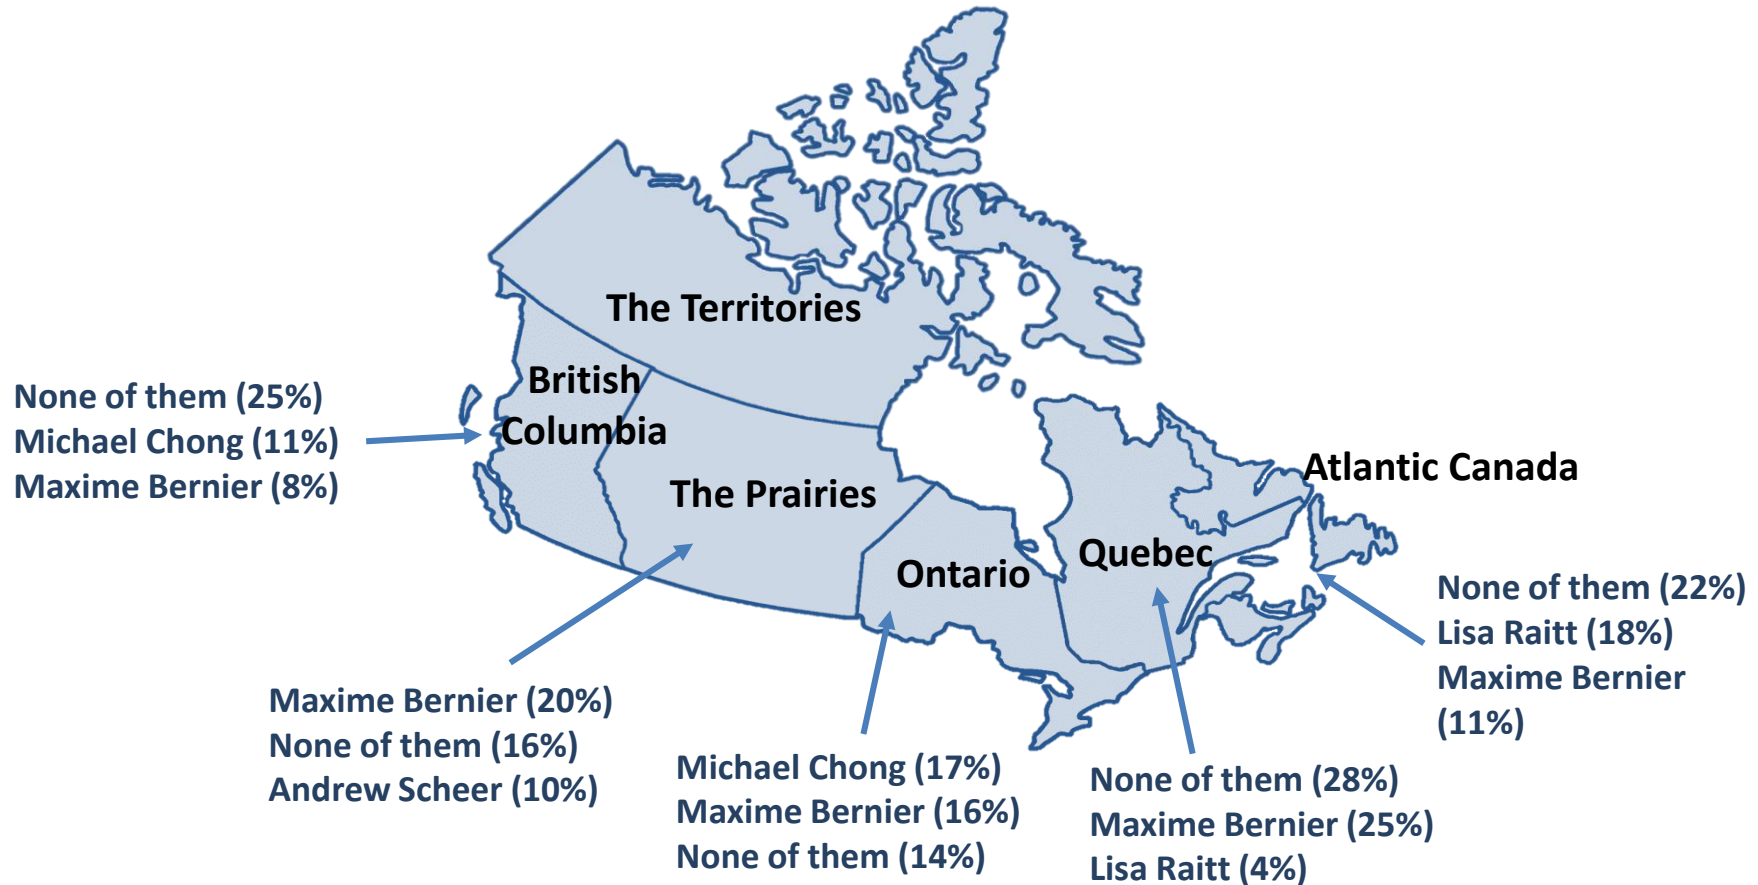 The Territories
British
Columbia
None of them (25%)
Michael Chong (11%)
Maxime Bernier (8%)
The Prairies
Atlantic Canada
Ontario
Quebec
None of them (22%)
Lisa Raitt (18%)
Maxime Bernier
(11%)
Maxime Bernier (20%)
None of them (16%)
Andrew Scheer (10%)
Michael Chong (17%)
Maxime Bernier (16%)
None of them (14%)
None of them (28%)
Maxime Bernier (25%)
Lisa Raitt (4%)